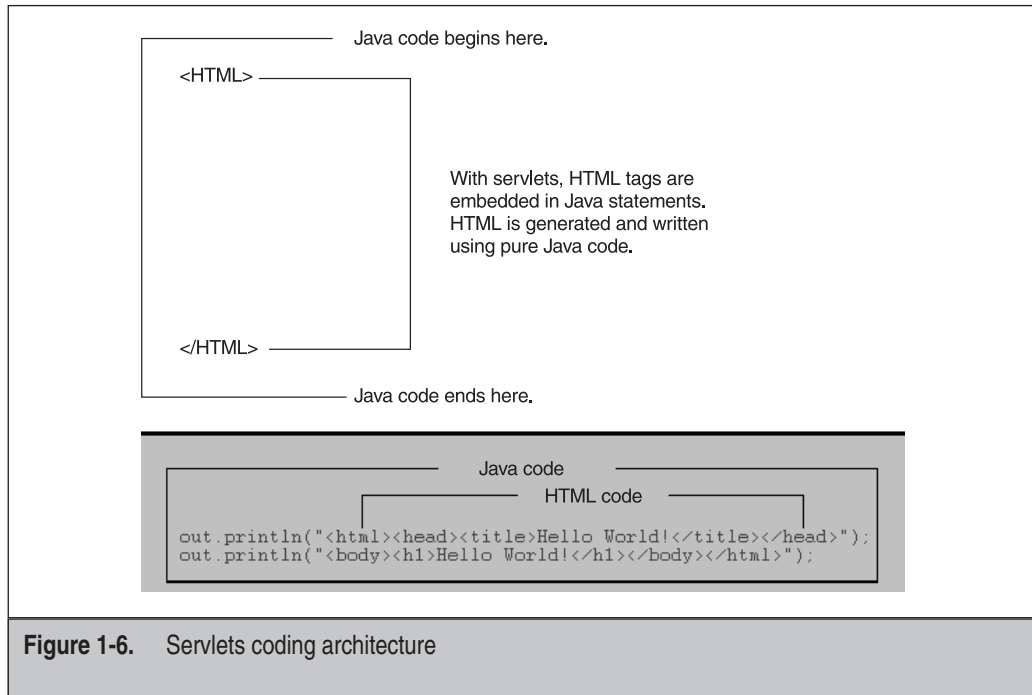 Java code begins here.
<HTML>
With servlets, HTML tags are
embedded in Java statements.
HTML is generated and written
using pure Java code.
</HTML>
Java code ends here.
Java code
HTML code
out.println("<html><head><title>Hello World!</title></head>");
out.println("<body><h1>Hello World!</h1></body></html>");
Figure 1-6. Servlets coding architecture